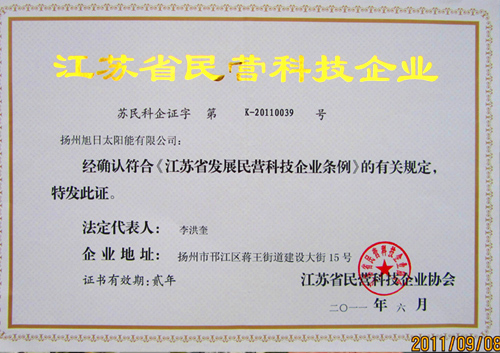 江苏省民营科技企业
苏民科企证字 第 K-20110039 号
扬州旭日太阳能有限公司：
经确认符合《江苏省发展民营科技企业条例》的有关规定，
特发此证。
法定代表人： 李洪奎
企业地址： 扬州市邗江区蒋王街道建设大街15号
证书有效期：贰年
江苏省民营科技企业协会
二〇一一 年 六 月
2011/09/08